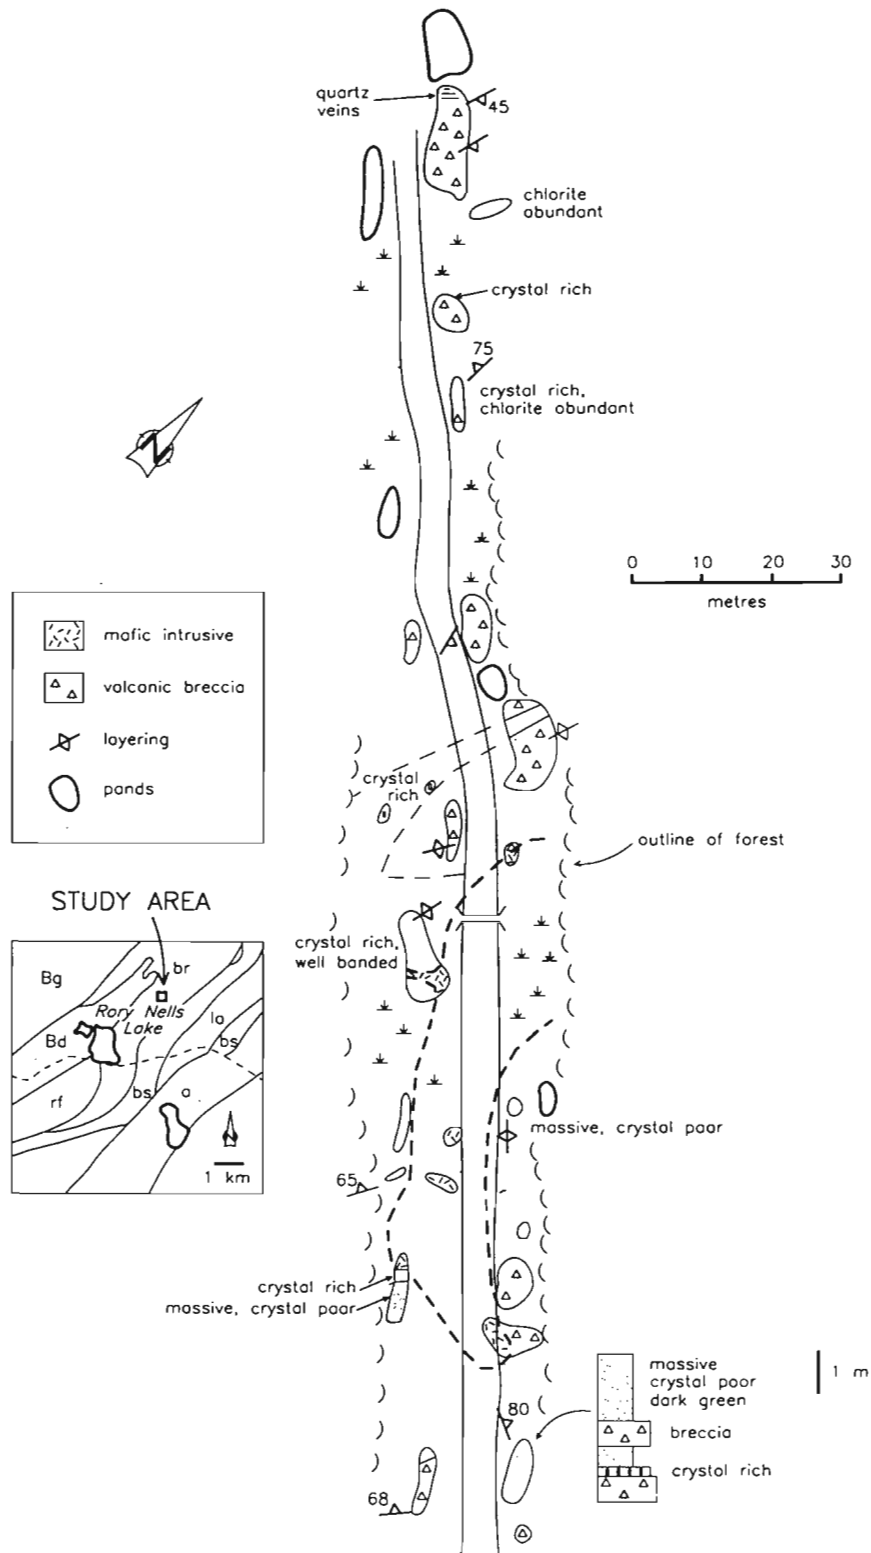 quartz
veins
45
chlorite
abundant
crystal rich
75
crystal rich,
chlorite abundant
N
0 10 20 30
metres
mafic intrusive
volcanic breccia
layering
ponds
crystal
rich
outline of forest
STUDY AREA
crystal rich,
well banded
Bg
br
Rory Nells
Lake
lo
bs
Bd
rf
bs
a
1 km
massive, crystal poor
65
crystal rich
massive, crystal poor
massive
crystal poor
dark green
1 m
80
breccia
crystal rich
68